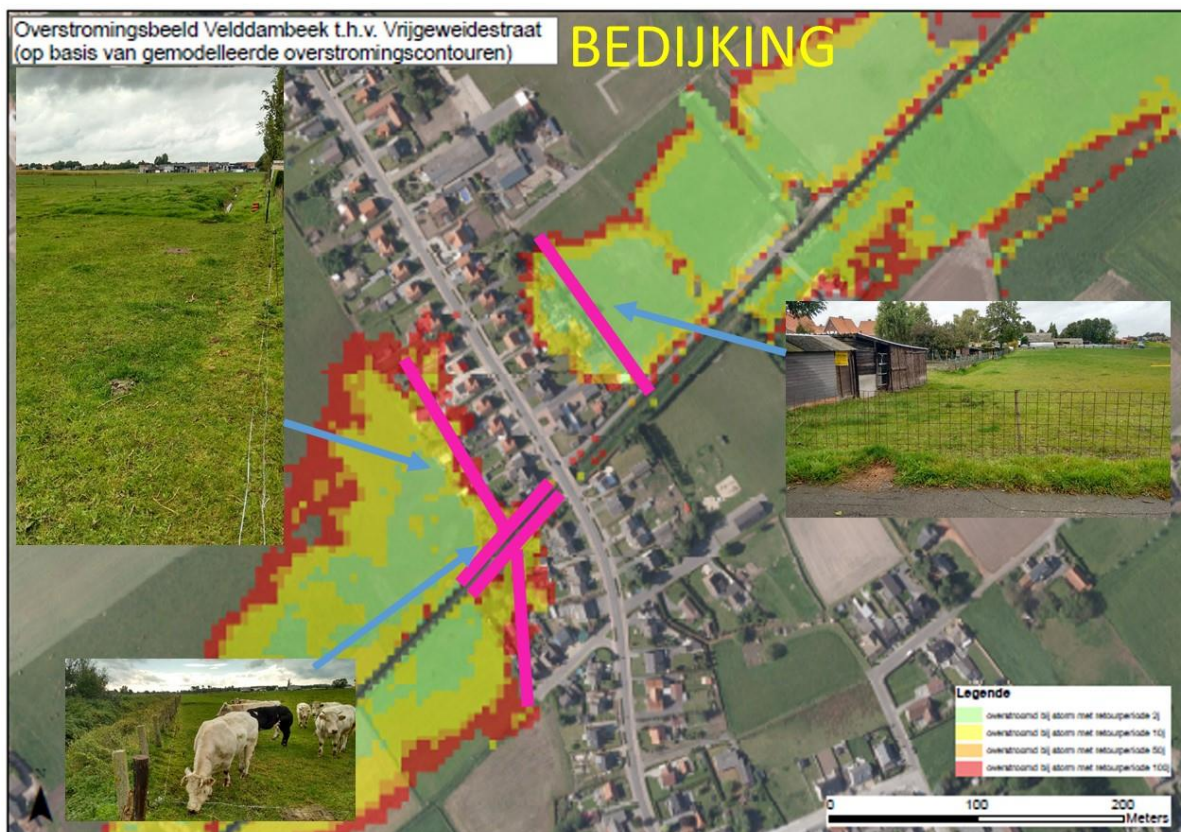 Overstromingsbeeld Velddambeek t.h.v. Vrijgeweidestraat
(op basis van gemodelleerde overstromingscontouren)
BEDIJKING
Legende
overstroomd bij storm met retourperiode 2j
overstroomd bij storm met retourperiode 10j
overstroomd bij storm met retourperiode 50j
overstroomd bij storm met retourperiode 100j
0 100 200
Meters